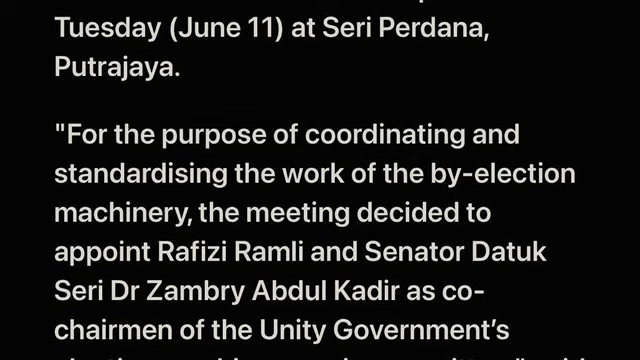 Tuesday (June 11) at Seri Perdana,
Putrajaya.
"For the purpose of coordinating and
standardising the work of the by-election
machinery, the meeting decided to
appoint Rafizi Ramli and Senator Datuk
Seri Dr Zambry Abdul Kadir as co-
chairmen of the Unity Government's